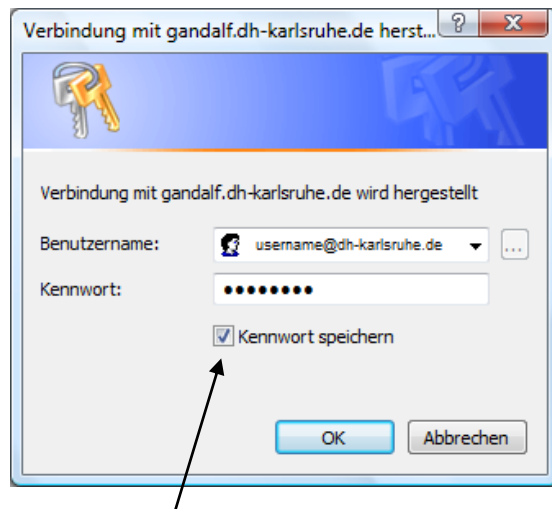 Verbindung mit gandalf.dh-karlsruhe.de herst...
Verbindung mit gandalf.dh-karlsruhe.de wird hergestellt
Benutzername: username@dh-karlsruhe.de ...
Kennwort: ••••••••
Kennwort speichern
OK Abbrechen